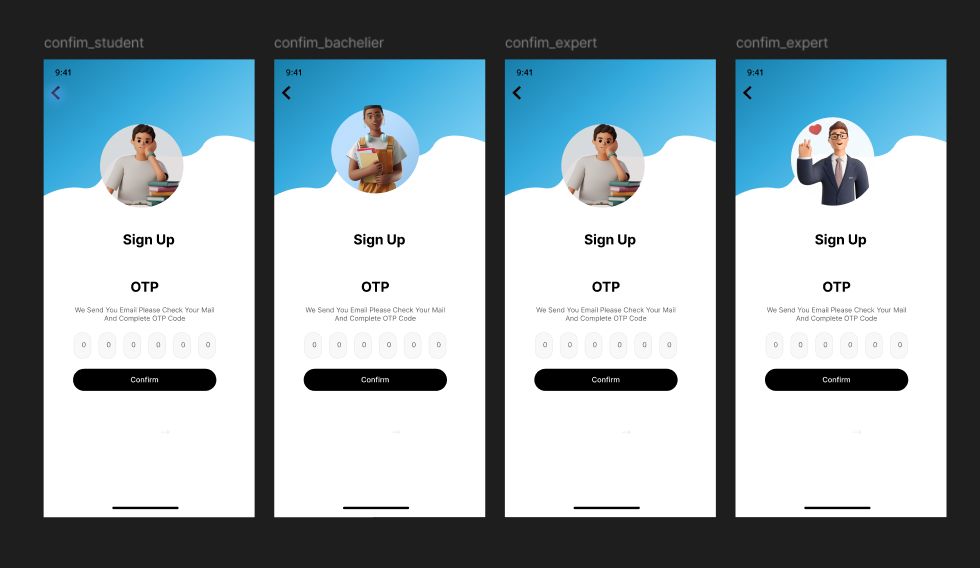 confim_student
9:41
Sign Up
OTP
We Send You Email Please Check Your Mail
And Complete OTP Code
0 0 0 0 0 0
Confirm
confim_bachelier
9:41
Sign Up
OTP
We Send You Email Please Check Your Mail
And Complete OTP Code
0 0 0 0 0 0
Confirm
confim_expert
9:41
Sign Up
OTP
We Send You Email Please Check Your Mail
And Complete OTP Code
0 0 0 0 0 0
Confirm
confim_expert
9:41
Sign Up
OTP
We Send You Email Please Check Your Mail
And Complete OTP Code
0 0 0 0 0 0
Confirm